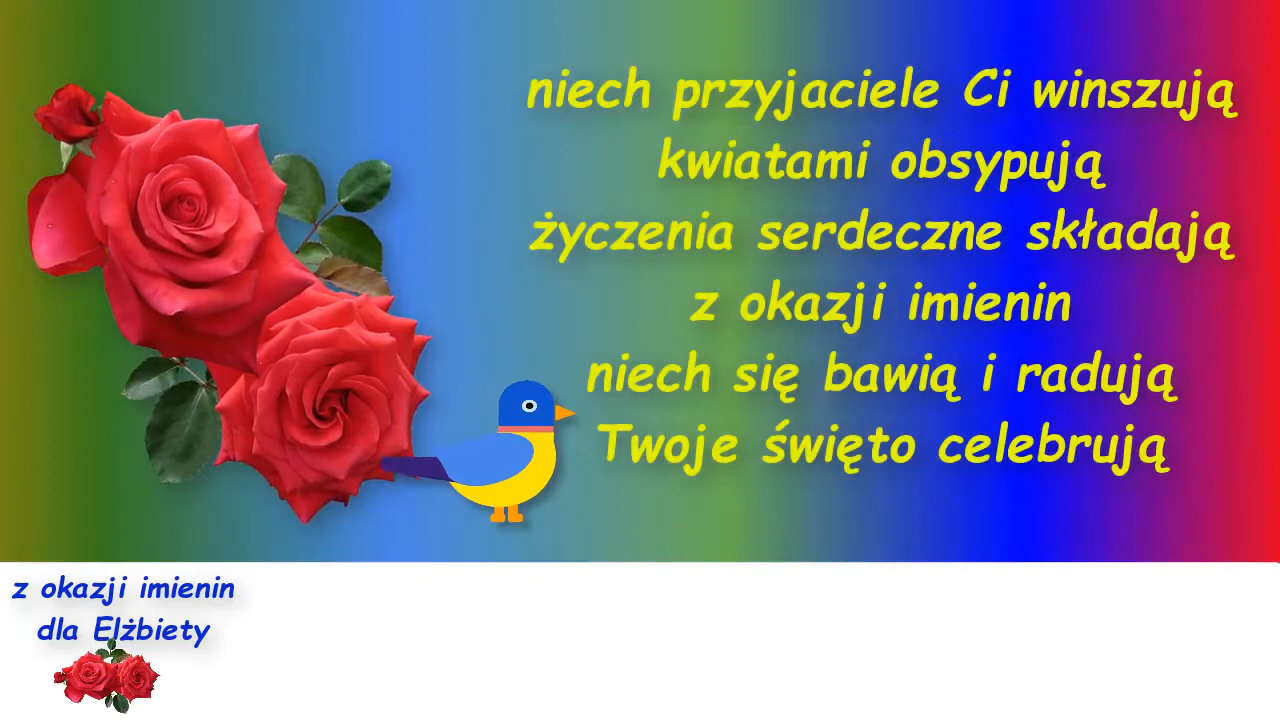 niech przyjaciele Ci winszują
kwiatami obsypują
życzenia serdeczne składają
z okazji imienin
niech się bawią i radują
Twoje święto celebrują
z okazji imienin
dla Elżbiety